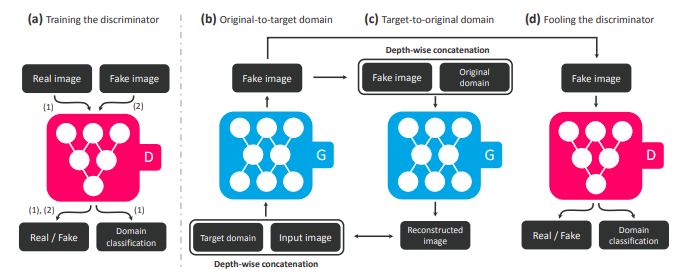 (a) Training the discriminator
(b) Original-to-target domain
(c) Target-to-original domain
(d) Fooling the discriminator
Real image
Fake image
(1)
(2)
D
(1), (2)
(1)
Real / Fake
Domain
classification
Fake image
G
Target domain
Input image
Depth-wise concatenation
Depth-wise concatenation
Fake image
Original
domain
G
Reconstructed
image
Fake image
D
Real / Fake
Domain
classification